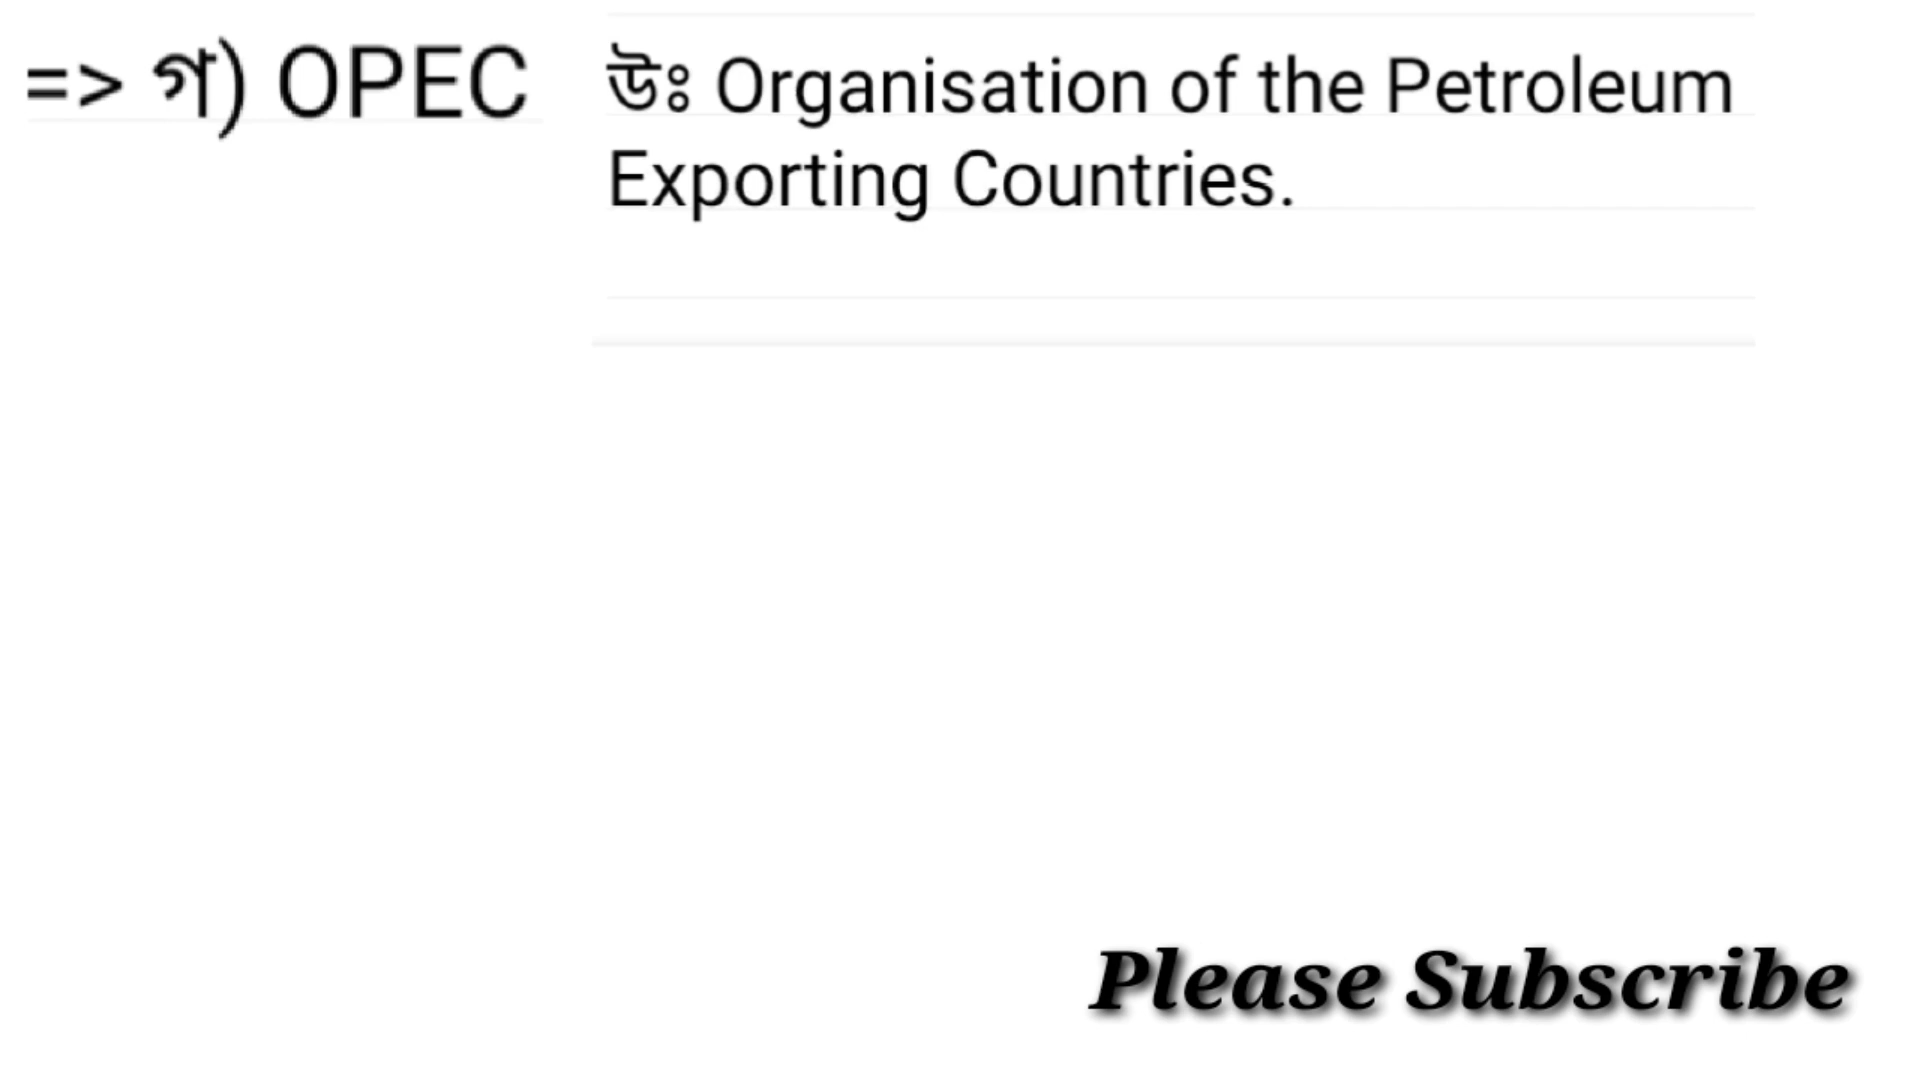 => গ) OPEC
উঃ Organisation of the Petroleum
Exporting Countries.
Please Subscribe